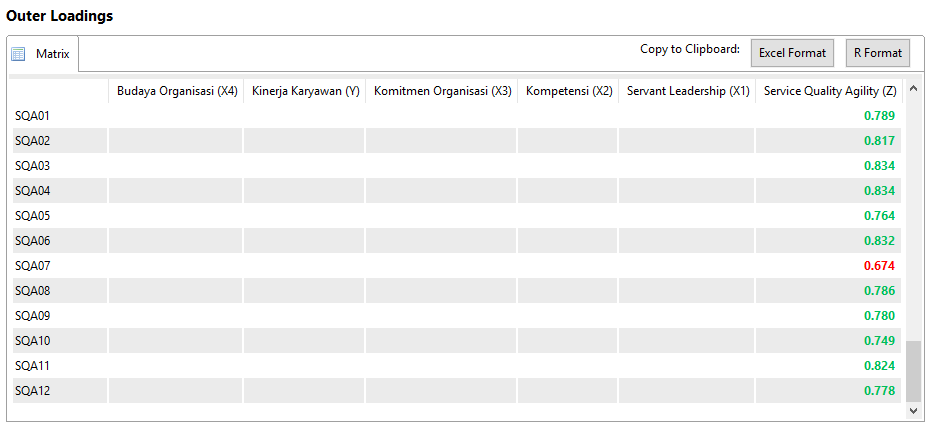 Outer Loadings
Matrix
Copy to Clipboard: Excel Format R Format
Budaya Organisasi (X4) Kinerja Karyawan (Y) Komitmen Organisasi (X3) Kompetensi (X2) Servant Leadership (X1) Service Quality Agility (Z)
SQA01 0.789
SQA02 0.817
SQA03 0.834
SQA04 0.834
SQA05 0.764
SQA06 0.832
SQA07 0.674
SQA08 0.786
SQA09 0.780
SQA10 0.749
SQA11 0.824
SQA12 0.778